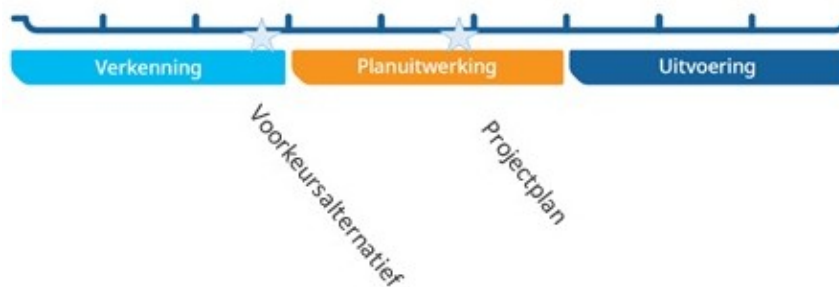 Verkenning
Planuitwerking
Uitvoering
Voorkeursalternatief
Projectplan